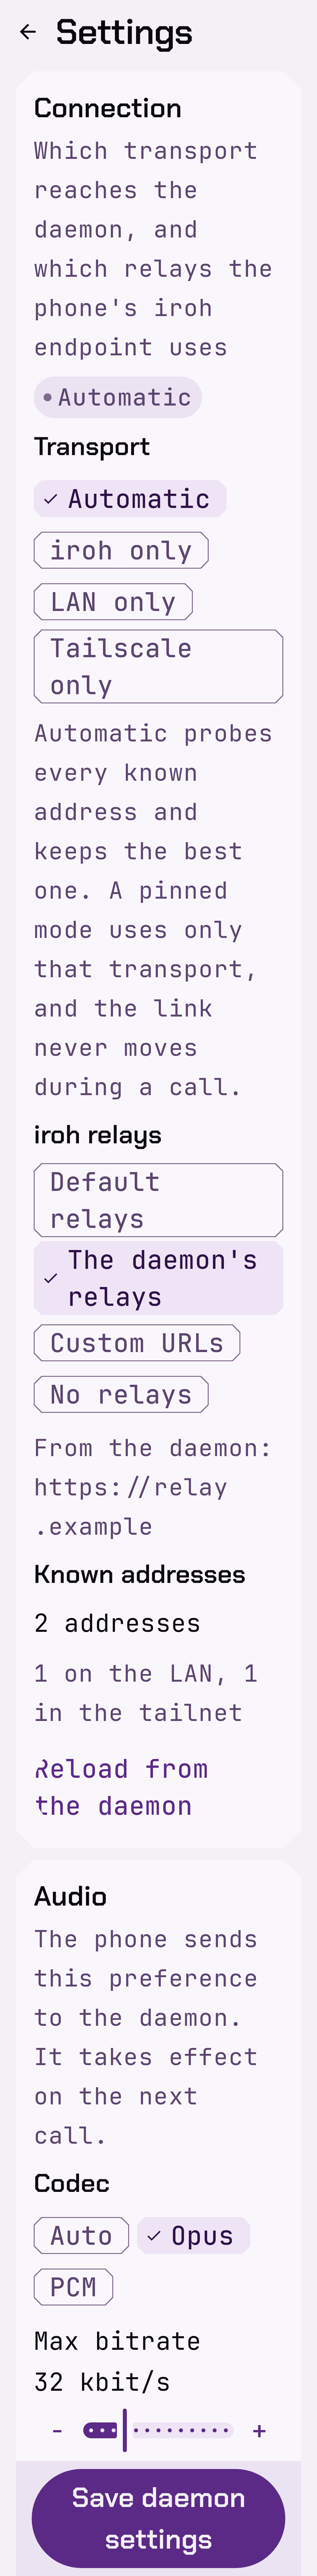 Settings
Connection
Which transport
reaches the
daemon, and
which relays the
phone's iroh
endpoint uses
Automatic
Transport
Automatic
iroh only
LAN only
Tailscale
only
Automatic probes
every known
address and
keeps the best
one. A pinned
mode uses only
that transport,
and the link
never moves
during a call.
iroh relays
Default
relays
The daemon's
relays
Custom URLs
No relays
From the daemon:
https://relay
.example
Known addresses
2 addresses
1 on the LAN, 1
in the tailnet
Reload from
the daemon
Audio
The phone sends
this preference
to the daemon.
It takes effect
on the next
call.
Codec
Auto
Opus
PCM
Max bitrate
32 kbit/s
- +
Save daemon
settings